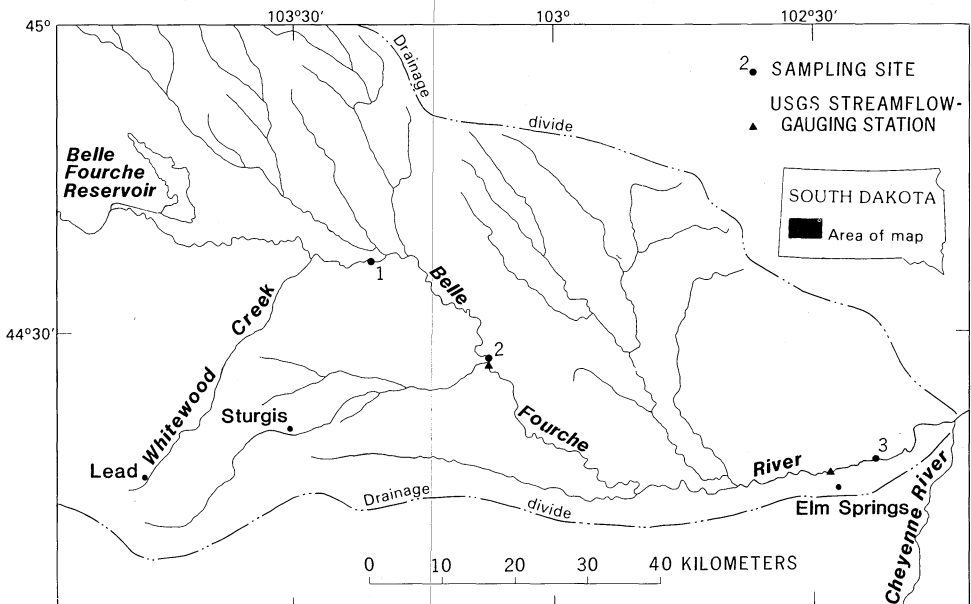 103°30'
103°
102°30'
45°
Drainage
divide
2
SAMPLING SITE
USGS STREAMFLOW-
GAUGING STATION
Belle
Fourche
Reservoir
SOUTH DAKOTA
Area of map
1
Belle
Creek
44°30'
2
Whitewood
Sturgis
Fourche
Lead
River
3
Drainage
divide
Elm Springs
Cheyenne River
0 10 20 30 40 KILOMETERS